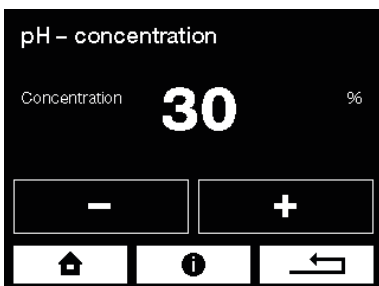 pH – concentration
Concentration 30 %
– +